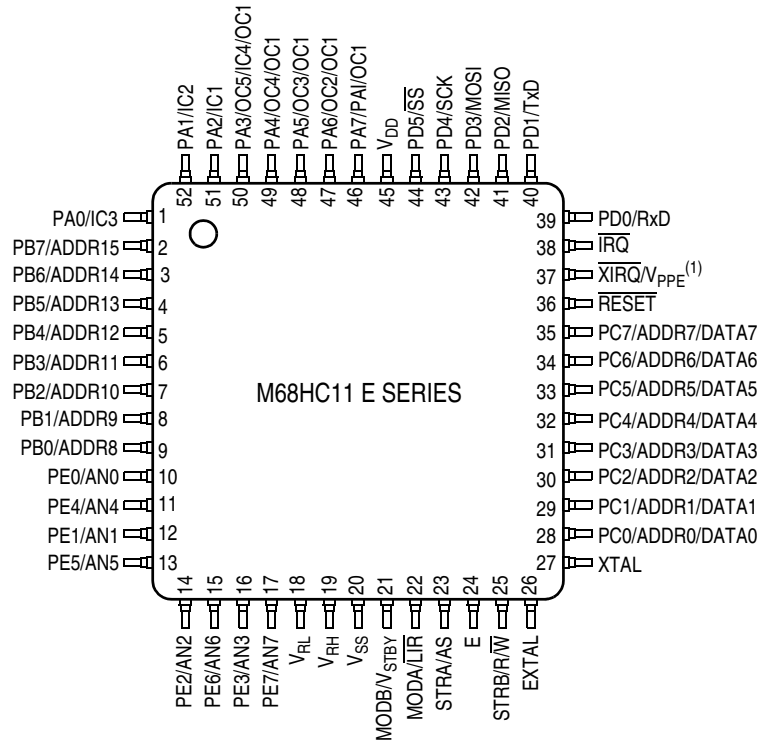 PA1/IC2
PA2/IC1
PA3/OC5/IC4/OC1
PA4/OC4/OC1
PA5/OC3/OC1
PA6/OC2/OC1
PA7/PAI/OC1
VDD
PD5/S̅S̅
PD4/SCK
PD3/MOSI
PD2/MISO
PD1/TxD
52
51
50
49
48
47
46
45
44
43
42
41
40
PA0/IC3 1
PB7/ADDR15 2
PB6/ADDR14 3
PB5/ADDR13 4
PB4/ADDR12 5
PB3/ADDR11 6
PB2/ADDR10 7
PB1/ADDR9 8
PB0/ADDR8 9
PE0/AN0 10
PE4/AN4 11
PE1/AN1 12
PE5/AN5 13
M68HC11 E SERIES
39 PD0/RxD
38 I̅R̅Q̅
37 X̅I̅R̅Q̅/VPPE(1)
36 R̅E̅S̅E̅T̅
35 PC7/ADDR7/DATA7
34 PC6/ADDR6/DATA6
33 PC5/ADDR5/DATA5
32 PC4/ADDR4/DATA4
31 PC3/ADDR3/DATA3
30 PC2/ADDR2/DATA2
29 PC1/ADDR1/DATA1
28 PC0/ADDR0/DATA0
27 XTAL
14
15
16
17
18
19
20
21
22
23
24
25
26
PE2/AN2
PE6/AN6
PE3/AN3
PE7/AN7
VRL
VRH
VSS
MODB/VSTBY
MODA/L̅I̅R̅
STRA/AS
E
STRB/R/W̅
EXTAL